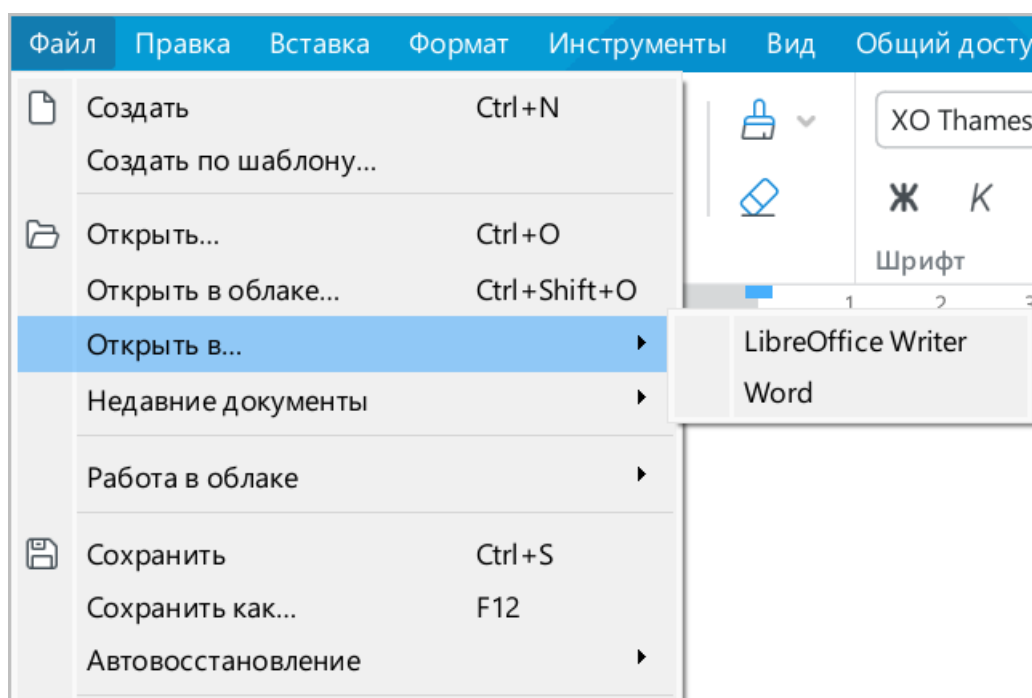 Файл Правка Вставка Формат Инструменты Вид Общий досту
Создать Ctrl+N
Создать по шаблону...
Открыть... Ctrl+O
Открыть в облаке... Ctrl+Shift+O
Открыть в...
Недавние документы
Работа в облаке
Сохранить Ctrl+S
Сохранить как... F12
Автовосстановление
XO Thames
Ж К
Шрифт
1 2 3
LibreOffice Writer
Word